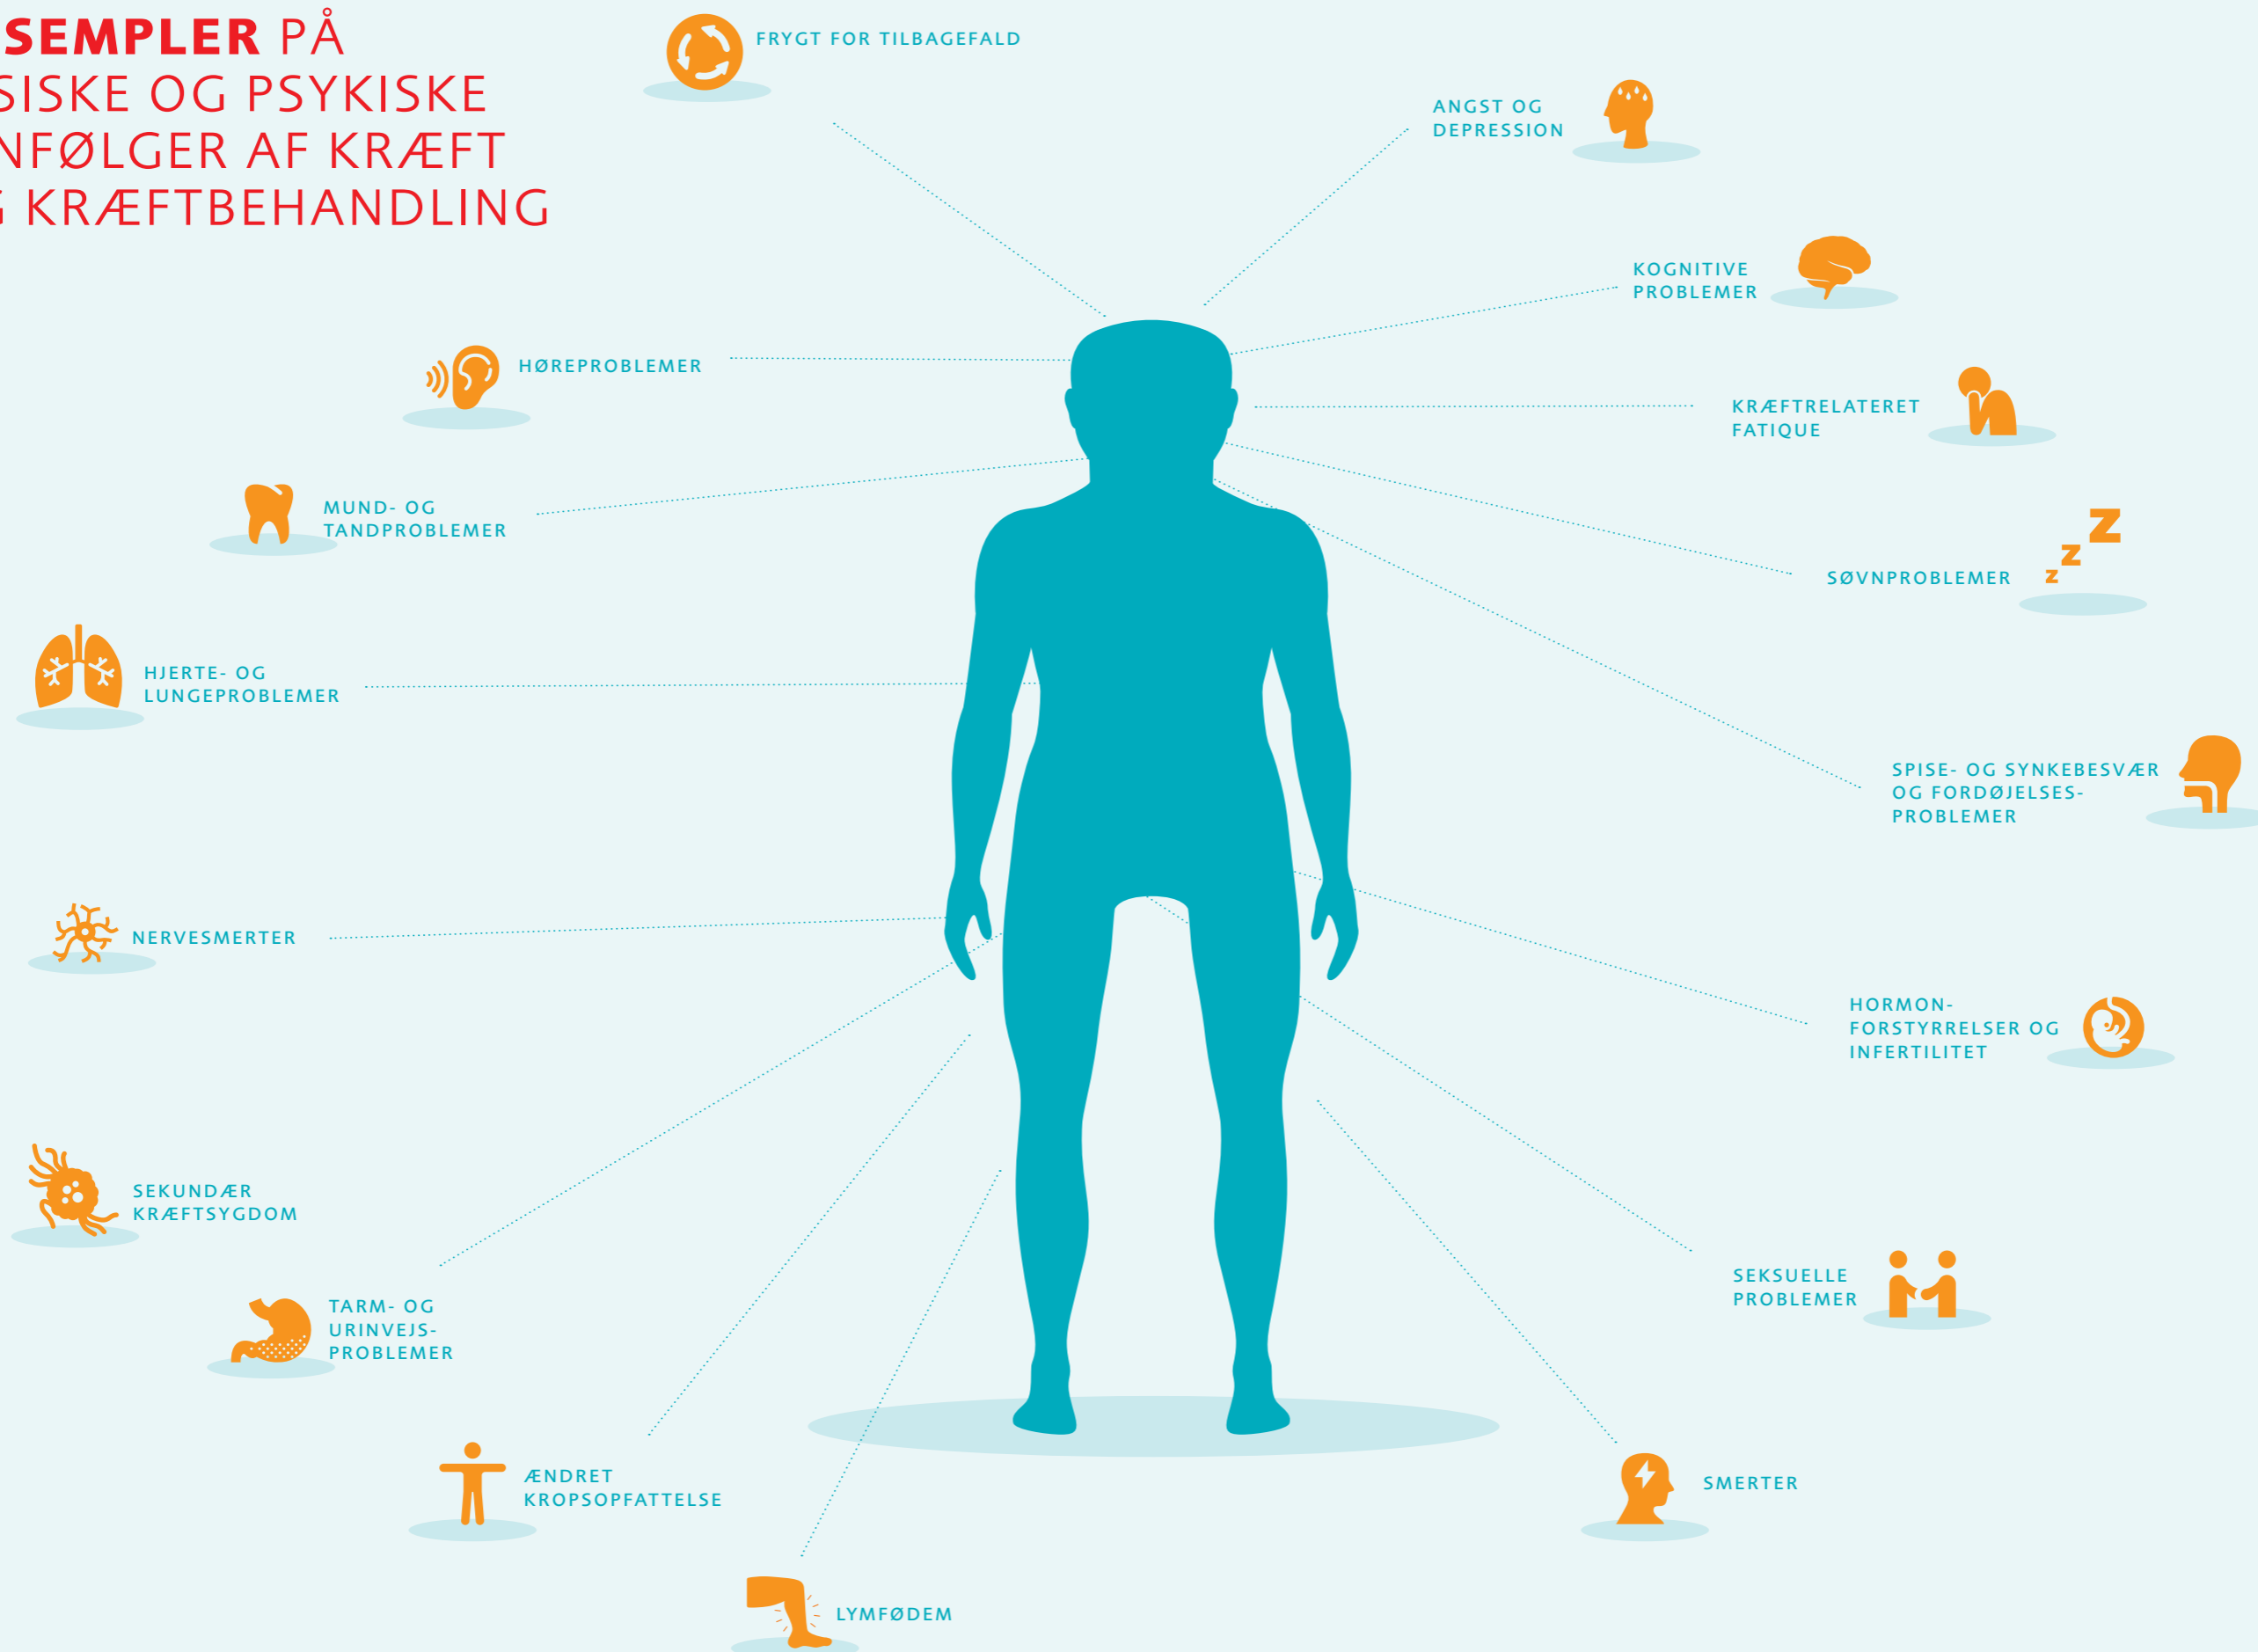 SEMPLER PÅ
SISKE OG PSYKISKE
NFØLGER AF KRÆFT
G KRÆFTBEHANDLING
FRYGT FOR TILBAGEFALD
ANGST OG
DEPRESSION
KOGNITIVE
PROBLEMER
HØREPROBLEMER
KRÆFTRELATERET
FATIQUE
MUND- OG
TANDPROBLEMER
zzz
SØVNPROBLEMER
HJERTE- OG
LUNGEPROBLEMER
SPISE- OG SYNKEBESVÆR
OG FORDØJELSES-
PROBLEMER
NERVESMERTER
HORMON-
FORSTYRRELSER OG
INFERTILITET
SEKUNDÆR
KRÆFTSYGDOM
SEKSUELLE
PROBLEMER
TARM- OG
URINVEJS-
PROBLEMER
ÆNDRET
KROPSOPFATTELSE
SMERTER
LYMFØDEM